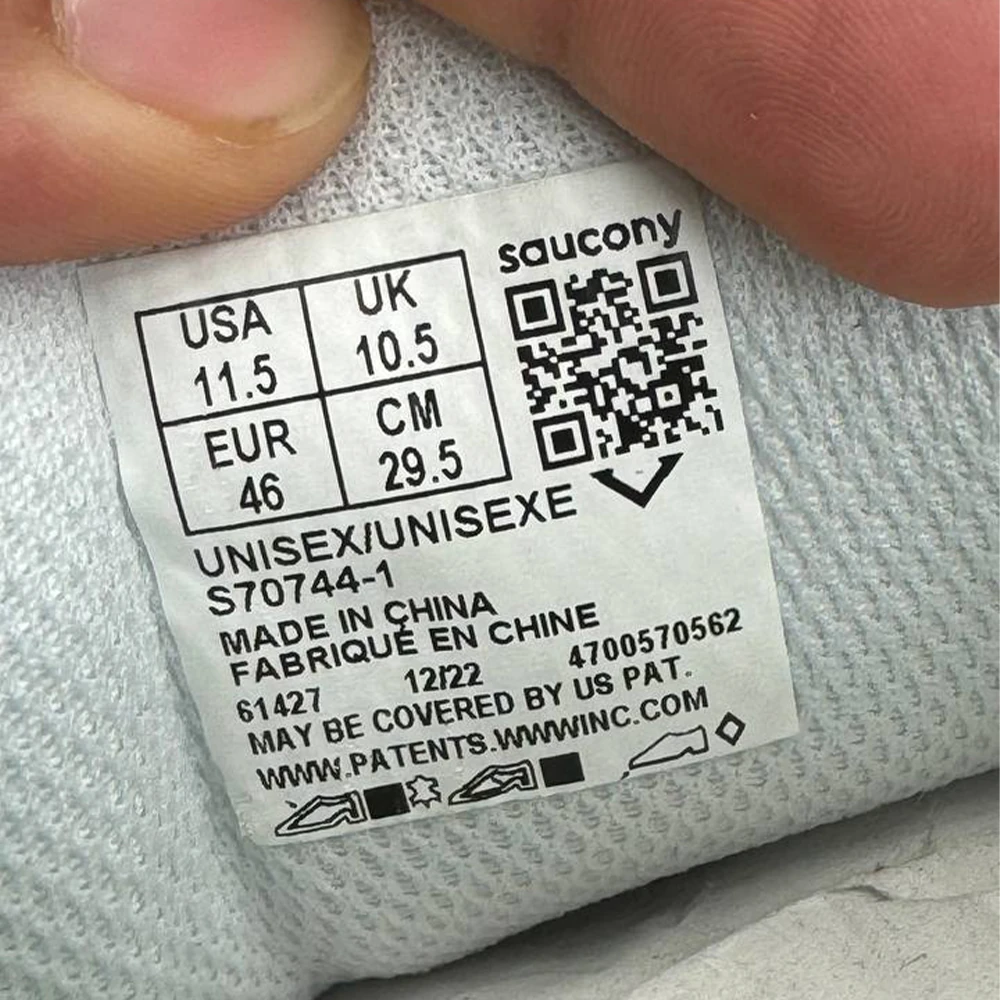 saucony
USA UK
11.5 10.5
EUR CM
46 29.5
UNISEX/UNISEXE
S70744-1
MADE IN CHINA
FABRIQUÉ EN CHINE
61427 12/22 4700570562
MAY BE COVERED BY US PAT.
WWW.PATENTS.WWWINC.COM